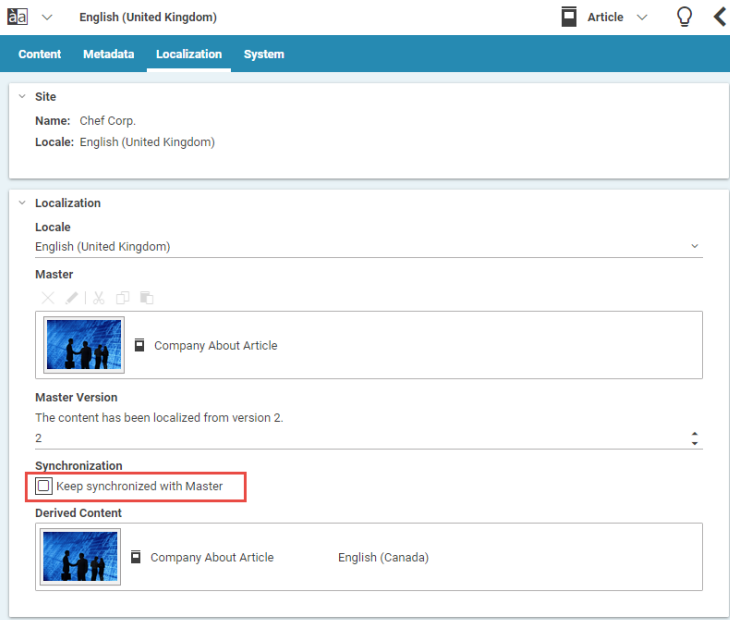 àa English (United Kingdom) Article
Content Metadata Localization System
Site
Name: Chef Corp.
Locale: English (United Kingdom)
Localization
Locale
English (United Kingdom)
Master
Company About Article
Master Version
The content has been localized from version 2.
2
Synchronization
Keep synchronized with Master
Derived Content
Company About Article English (Canada)